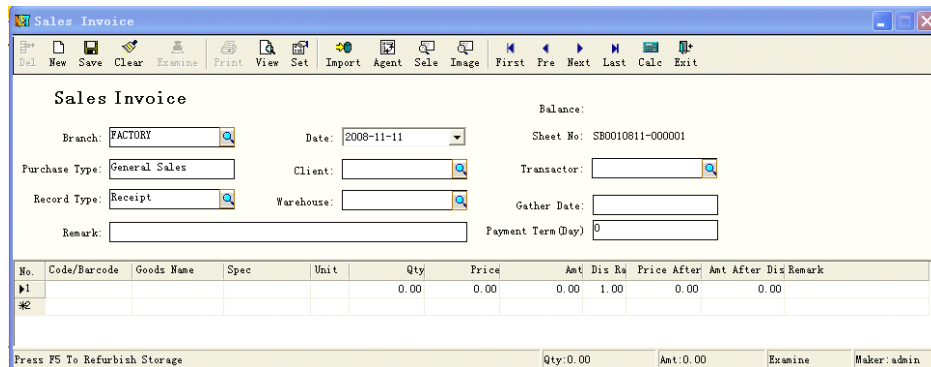 Sales Invoice
Del New Save Clear Examine Print View Set Import Agent Sele Image First Pre Next Last Calc Exit
Sales Invoice
Balance:
Branch: FACTORY Date: 2008-11-11 Sheet No: SB0010811-000001
Purchase Type: General Sales Client: Transactor:
Record Type: Receipt Warehouse: Gather Date:
Remark: Payment Term(Day) 0
No. Code/Barcode Goods Name Spec Unit Qty Price Amt Dis Ra Price After Amt After Dis Remark
1 0.00 0.00 0.00 1.00 0.00 0.00
*2
Press F5 To Refurbish Storage Qty:0.00 Amt:0.00 Examine Maker:admin